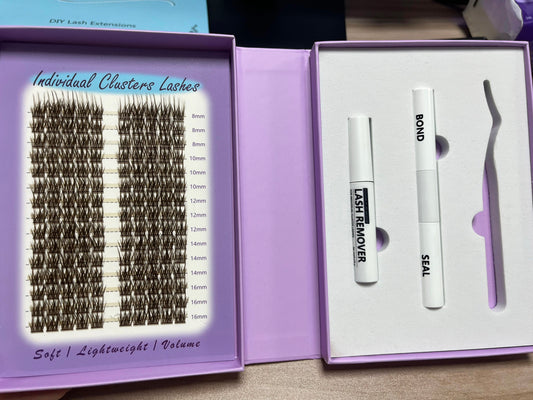 DIY Lash Extensions
Individual Clusters Lashes
8mm
8mm
8mm
10mm
10mm
10mm
12mm
12mm
12mm
14mm
14mm
14mm
16mm
16mm
16mm
Soft | Lightweight | Volume
LASH REMOVER
BOND
SEAL